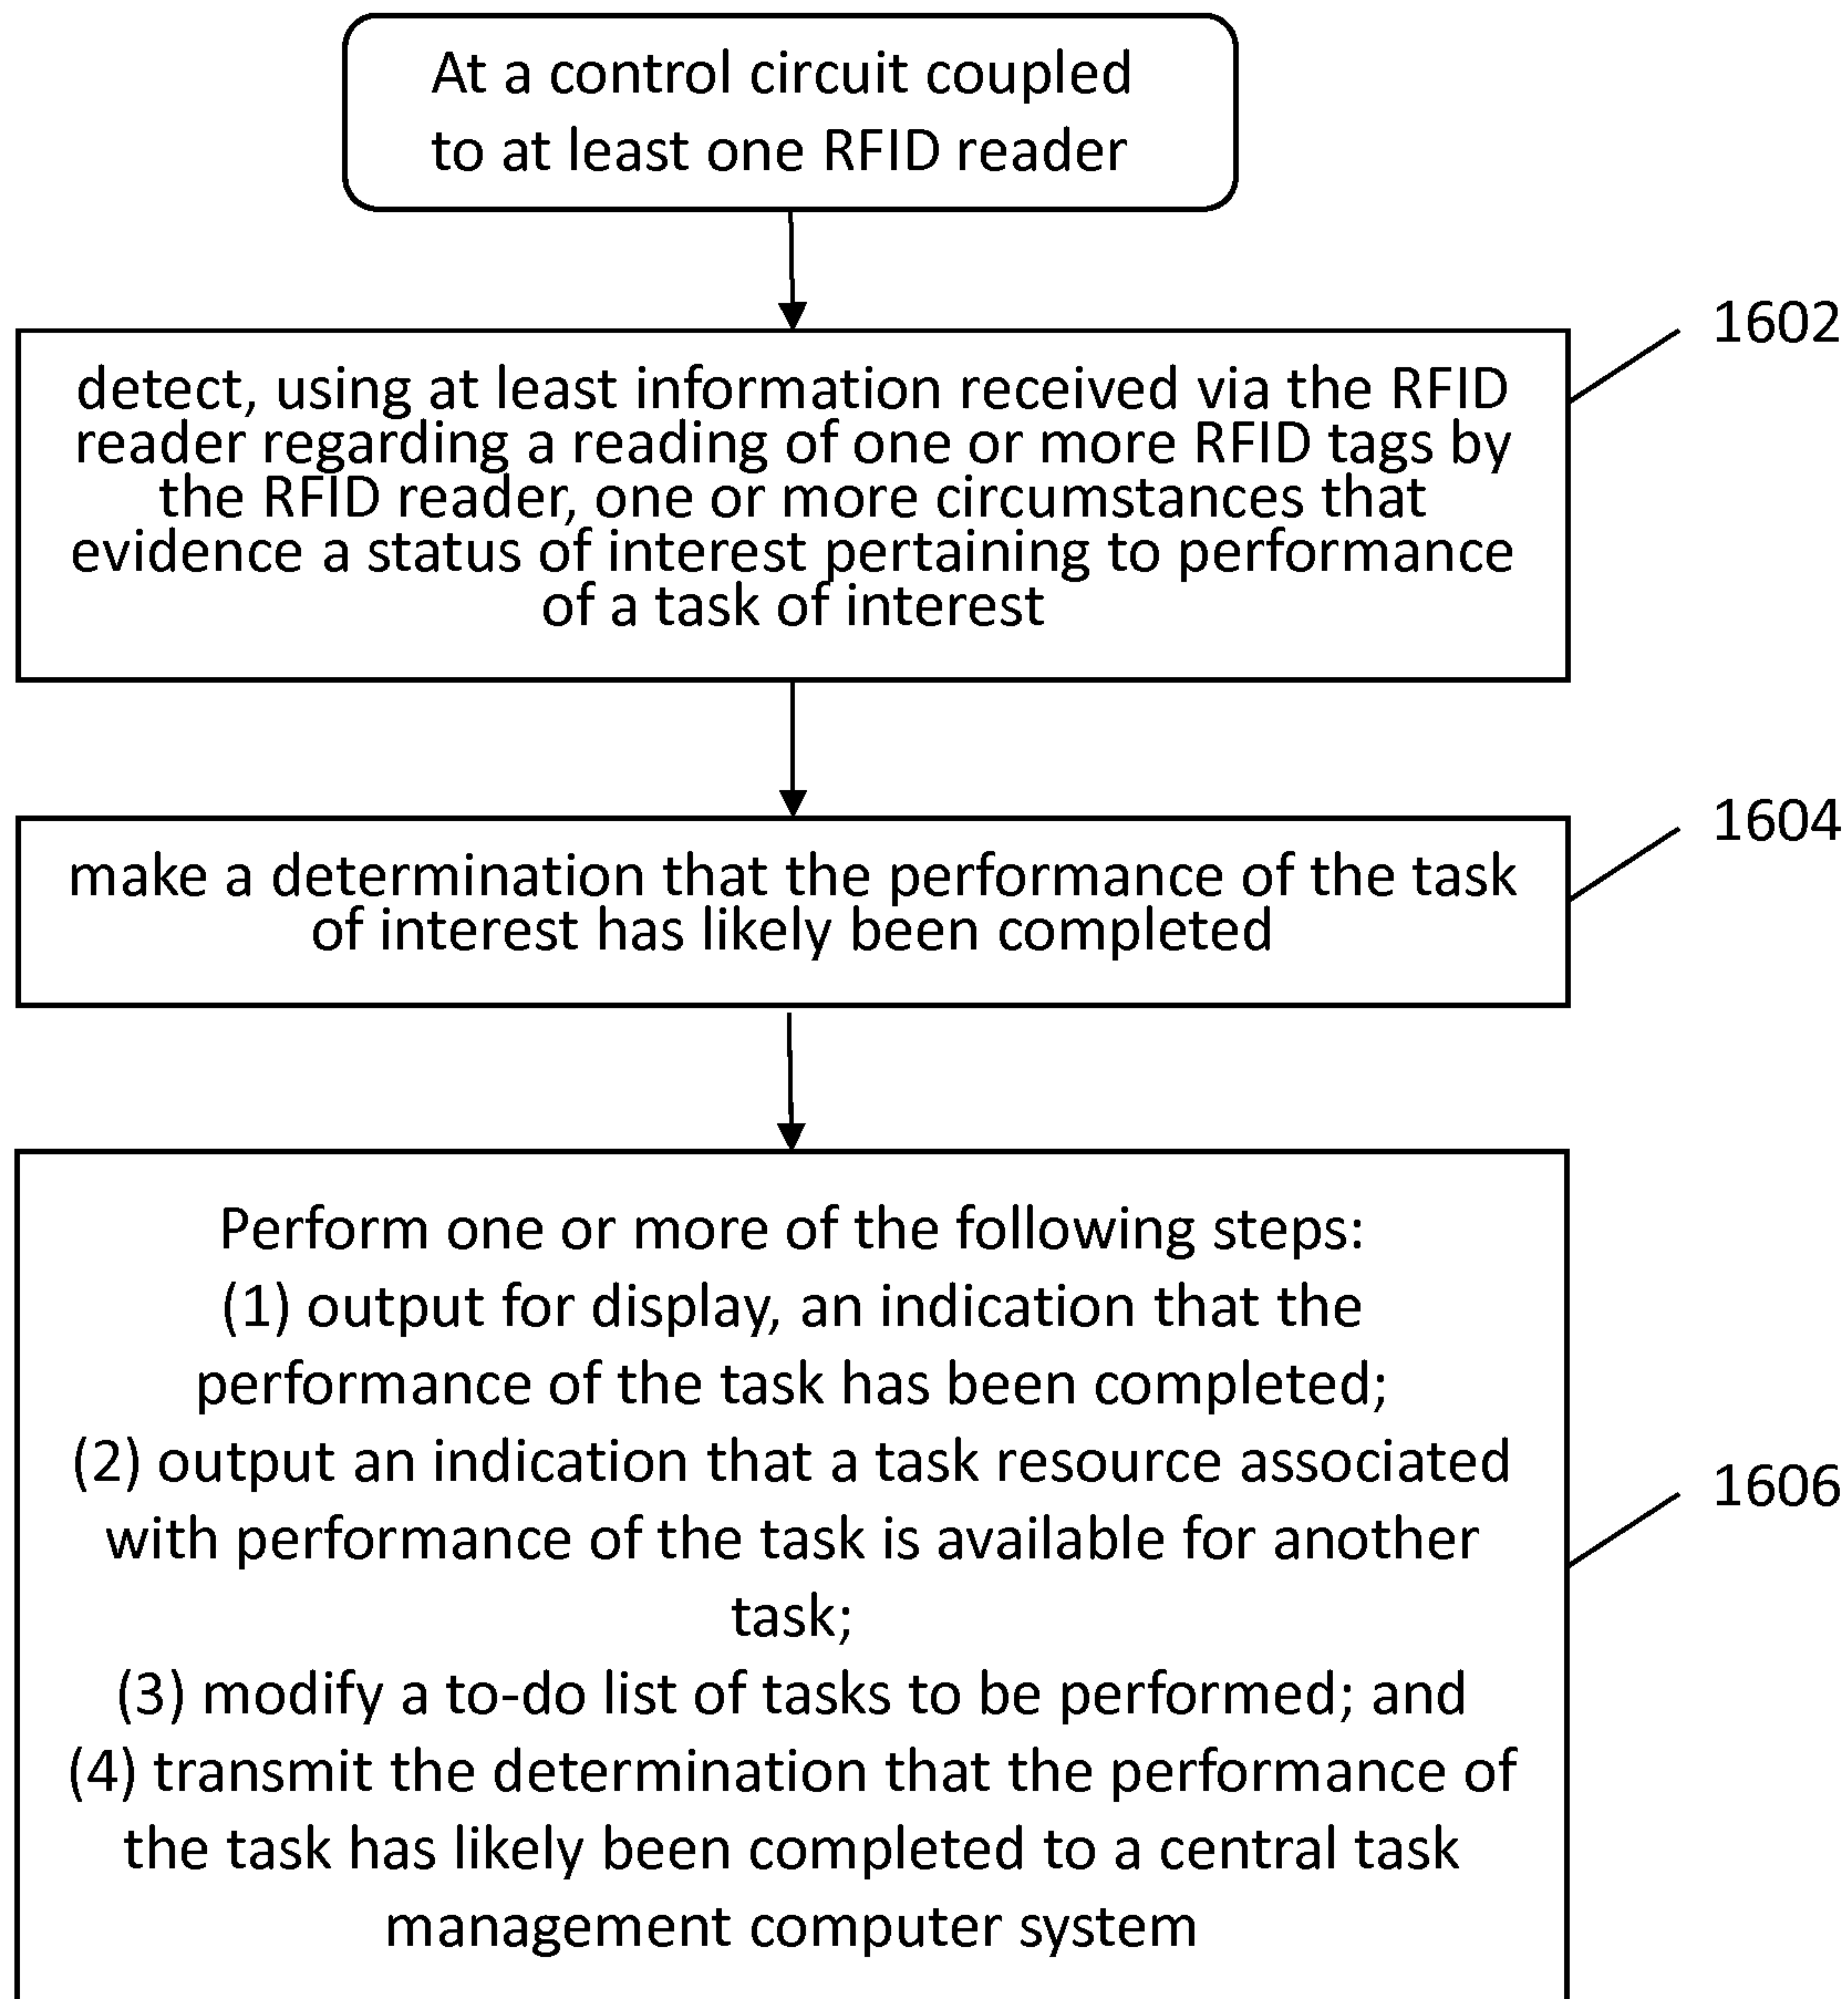 At a control circuit coupled
to at least one RFID reader
1602
detect, using at least information received via the RFID
reader regarding a reading of one or more RFID tags by
the RFID reader, one or more circumstances that
evidence a status of interest pertaining to performance
of a task of interest
1604
make a determination that the performance of the task
of interest has likely been completed
Perform one or more of the following steps:
(1) output for display, an indication that the
performance of the task has been completed;
(2) output an indication that a task resource associated
with performance of the task is available for another
task;
(3) modify a to-do list of tasks to be performed; and
(4) transmit the determination that the performance of
the task has likely been completed to a central task
management computer system
1606